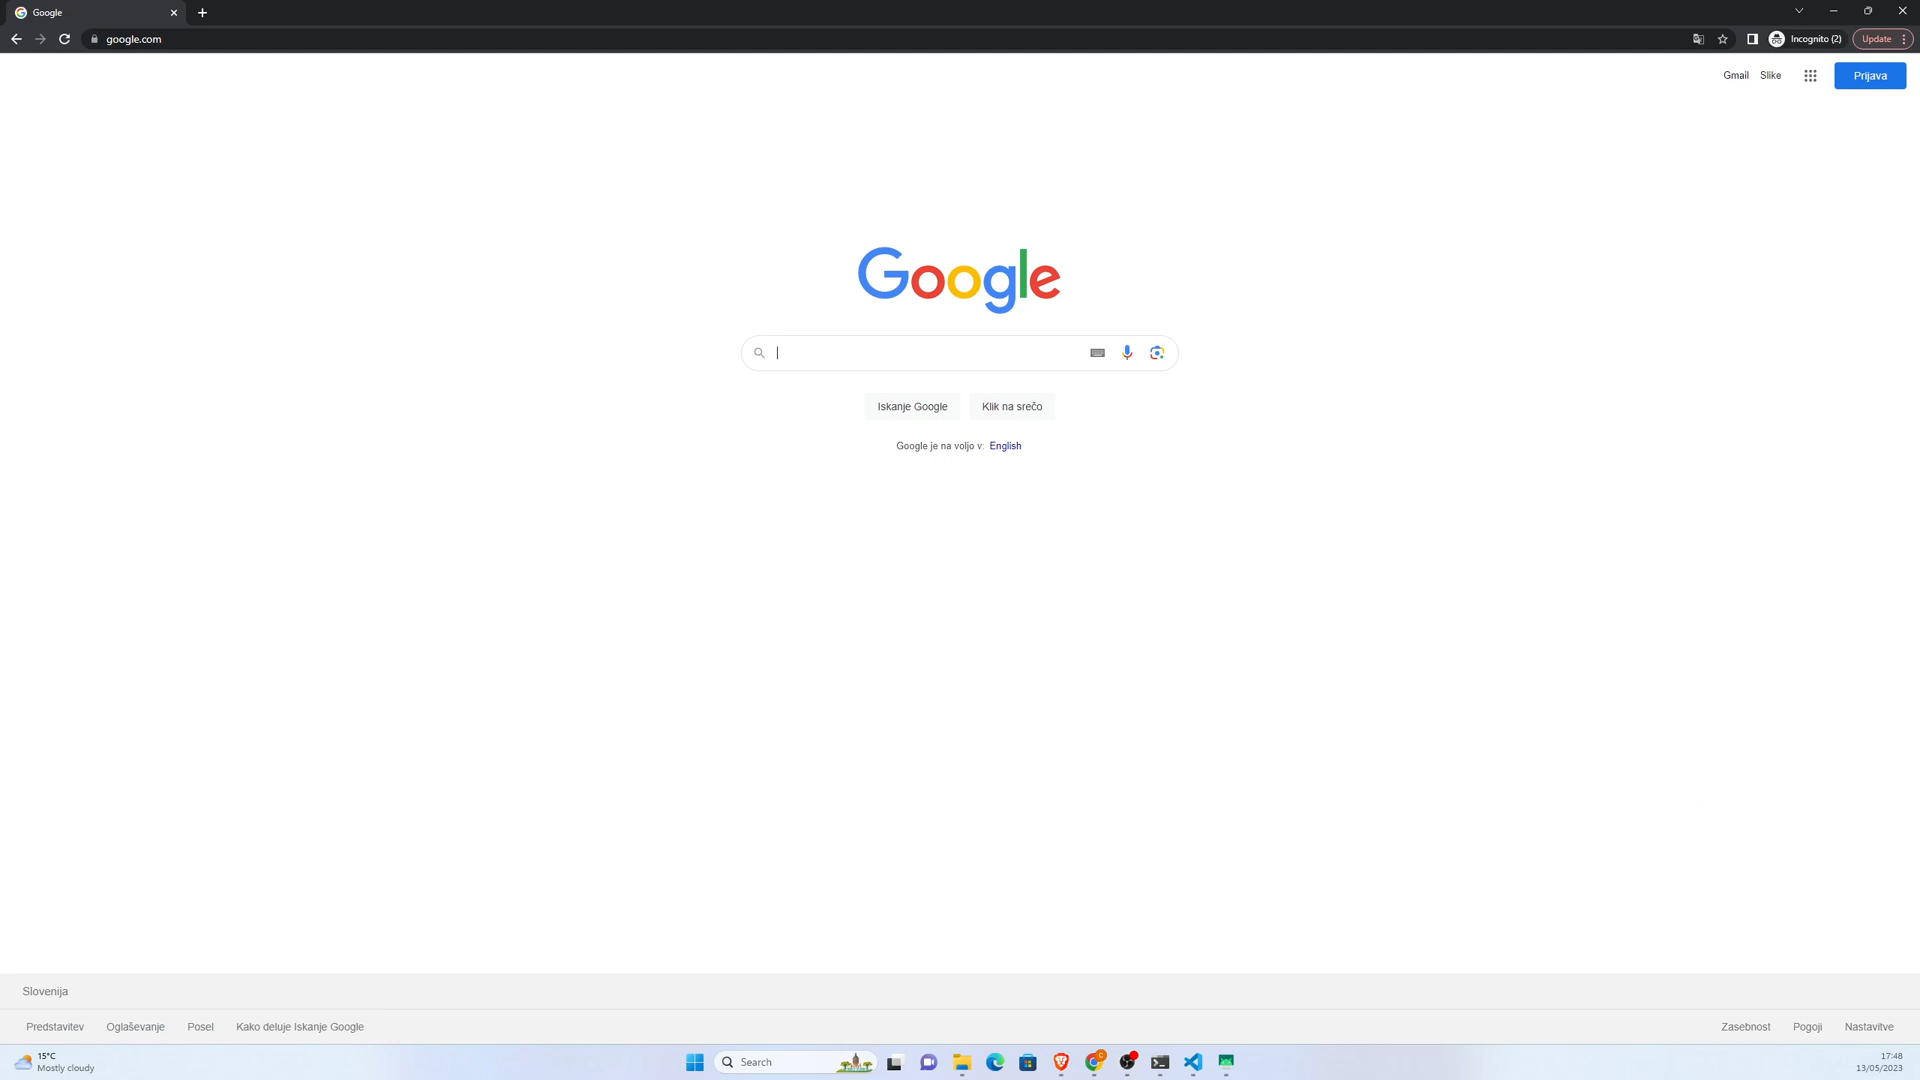 Google
google.com
Incognito (2)
Update
Gmail
Slike
Prijava
Google
Iskanje Google
Klik na srečo
Google je na voljo v: English
Slovenija
Predstavitev
Oglaševanje
Posel
Kako deluje Iskanje Google
Zasebnost
Pogoji
Nastavitve
15°C
Mostly cloudy
Search
17:48
13/05/2023